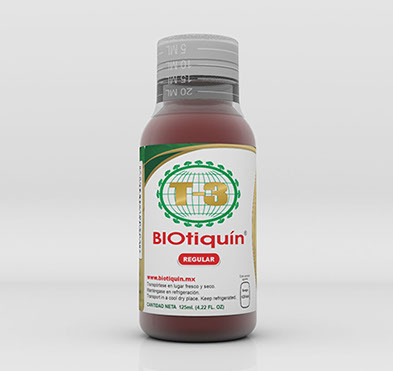 5 ML
10 ML
15 ML
20 ML
T-3
BIOtiquín®
REGULAR
www.biotiquin.mx
Transpórtese en lugar fresco y seco.
Manténgase en refrigeración.
Transport in a cool dry place. Keep refrigerated.
CANTIDAD NETA 125ml. (4.22 FL. OZ)